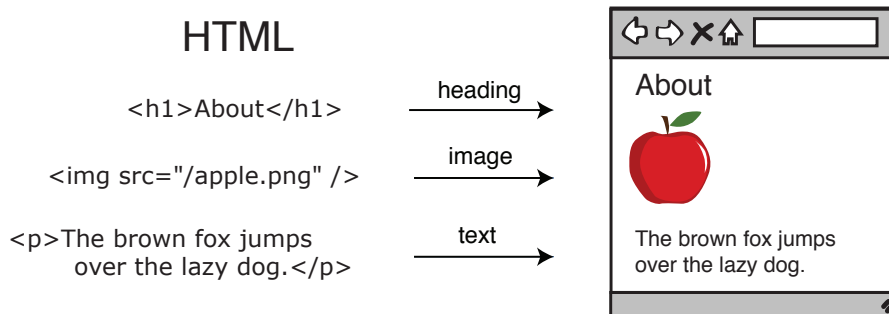 HTML
<h1>About</h1>
heading
<img src="/apple.png" />
image
<p>The brown fox jumps
over the lazy dog.</p>
text
About
The brown fox jumps
over the lazy dog.